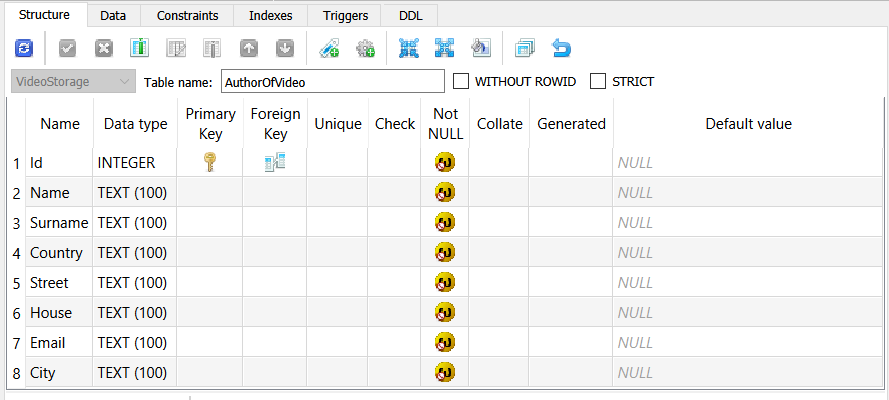 Structure Data Constraints Indexes Triggers DDL
VideoStorage Table name: AuthorOfVideo WITHOUT ROWID STRICT
Name Data type Primary Key Foreign Key Unique Check Not NULL Collate Generated Default value
1 Id INTEGER NULL
2 Name TEXT (100) NULL
3 Surname TEXT (100) NULL
4 Country TEXT (100) NULL
5 Street TEXT (100) NULL
6 House TEXT (100) NULL
7 Email TEXT (100) NULL
8 City TEXT (100) NULL